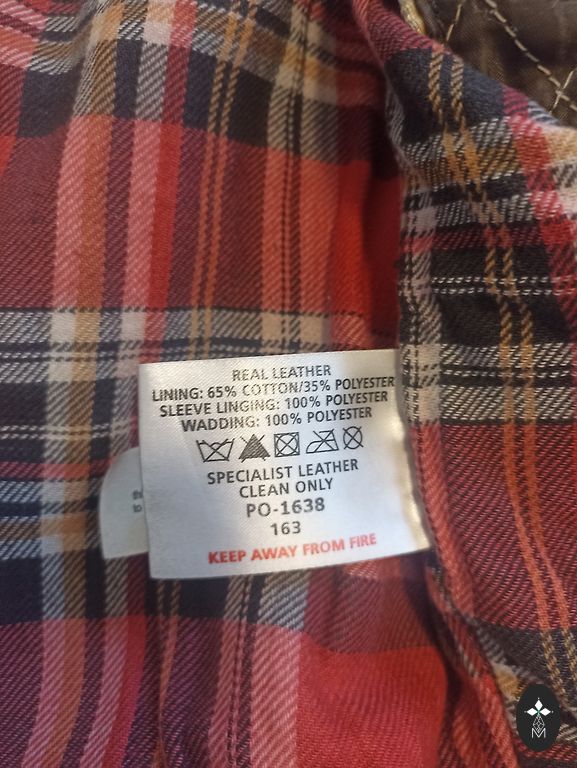 REAL LEATHER
LINING: 65% COTTON/35% POLYESTER
SLEEVE LINGING: 100% POLYESTER
WADDING: 100% POLYESTER
SPECIALIST LEATHER
CLEAN ONLY
PO-1638
163
KEEP AWAY FROM FIRE
M